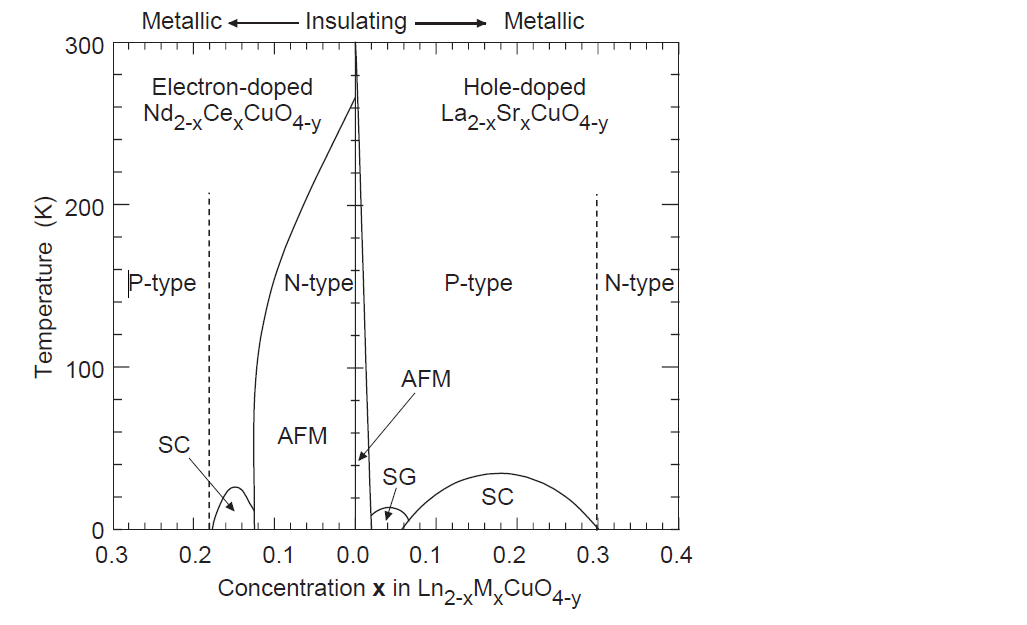 Metallic Insulating Metallic
300
Electron-doped Hole-doped
Nd2-xCexCuO4-y La2-xSrxCuO4-y
200
P-type N-type P-type N-type
Temperature (K)
100
AFM
AFM
SC
SG
SC
0
0.3 0.2 0.1 0.0 0.1 0.2 0.3 0.4
Concentration x in Ln2-xMxCuO4-y